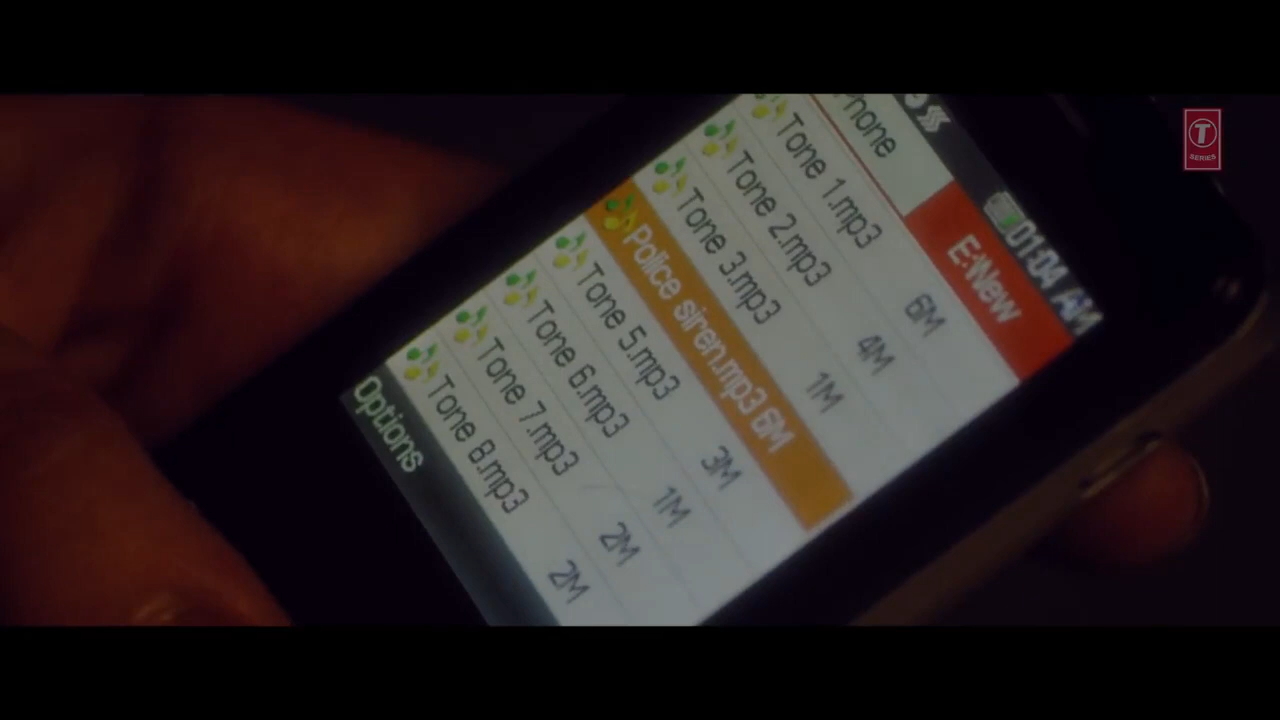 01:04 AM
Phone
E:New
Tone 1.mp3 6M
Tone 2.mp3 4M
Tone 3.mp3 1M
Police siren.mp3 6M
Tone 5.mp3 3M
Tone 6.mp3 1M
Tone 7.mp3 2M
Tone 8.mp3 2M
Options
T
SERIES